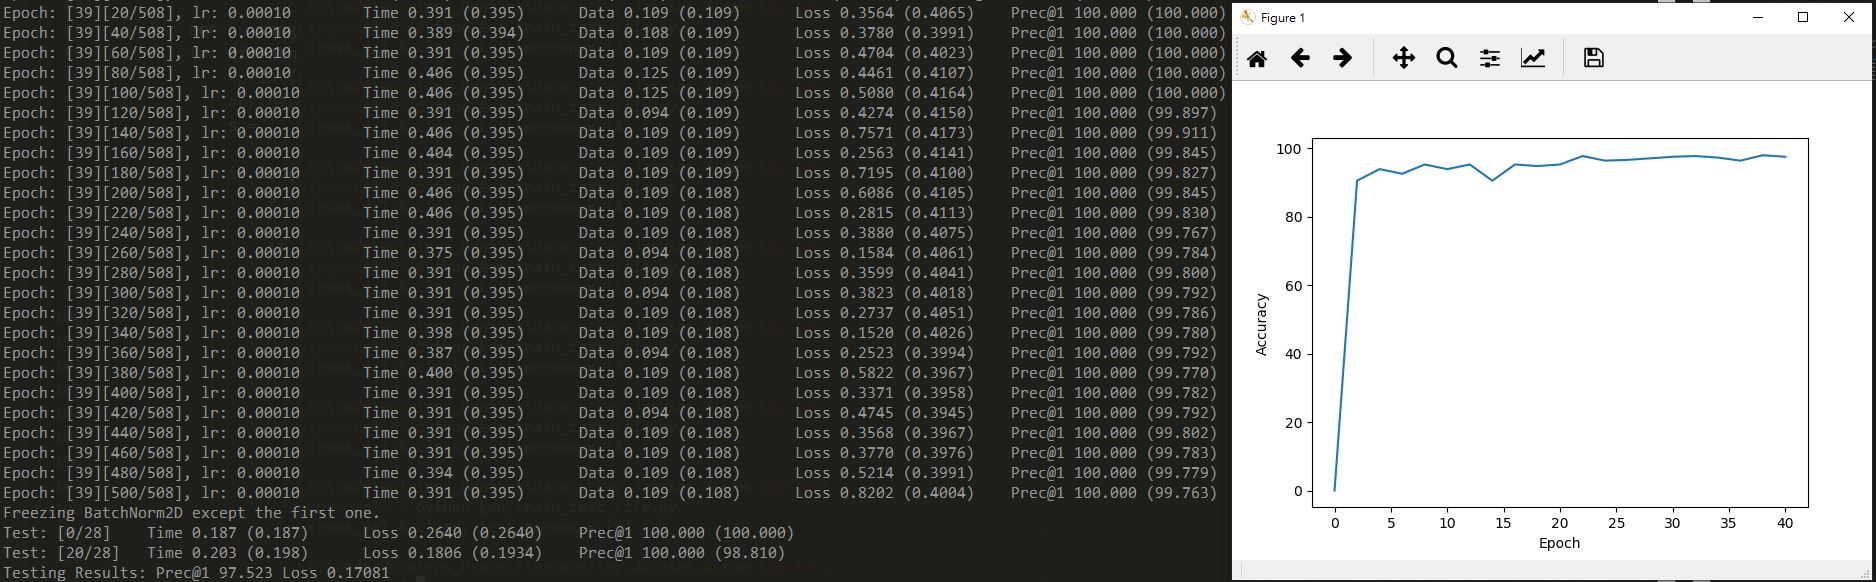 Epoch: [39][20/508], lr: 0.00010 Time 0.391 (0.395) Data 0.109 (0.109) Loss 0.3564 (0.4065) Prec@1 100.000 (100.000)
Epoch: [39][40/508], lr: 0.00010 Time 0.389 (0.394) Data 0.108 (0.109) Loss 0.3780 (0.3991) Prec@1 100.000 (100.000)
Epoch: [39][60/508], lr: 0.00010 Time 0.391 (0.395) Data 0.109 (0.109) Loss 0.4704 (0.4023) Prec@1 100.000 (100.000)
Epoch: [39][80/508], lr: 0.00010 Time 0.406 (0.395) Data 0.125 (0.109) Loss 0.4461 (0.4107) Prec@1 100.000 (100.000)
Epoch: [39][100/508], lr: 0.00010 Time 0.406 (0.395) Data 0.125 (0.109) Loss 0.5080 (0.4164) Prec@1 100.000 (100.000)
Epoch: [39][120/508], lr: 0.00010 Time 0.391 (0.395) Data 0.094 (0.109) Loss 0.4274 (0.4150) Prec@1 100.000 (99.897)
Epoch: [39][140/508], lr: 0.00010 Time 0.406 (0.395) Data 0.109 (0.109) Loss 0.7571 (0.4173) Prec@1 100.000 (99.911)
Epoch: [39][160/508], lr: 0.00010 Time 0.404 (0.395) Data 0.109 (0.109) Loss 0.2563 (0.4141) Prec@1 100.000 (99.845)
Epoch: [39][180/508], lr: 0.00010 Time 0.391 (0.395) Data 0.109 (0.109) Loss 0.7195 (0.4100) Prec@1 100.000 (99.827)
Epoch: [39][200/508], lr: 0.00010 Time 0.406 (0.395) Data 0.109 (0.108) Loss 0.6086 (0.4105) Prec@1 100.000 (99.845)
Epoch: [39][220/508], lr: 0.00010 Time 0.406 (0.395) Data 0.109 (0.108) Loss 0.2815 (0.4113) Prec@1 100.000 (99.830)
Epoch: [39][240/508], lr: 0.00010 Time 0.391 (0.395) Data 0.109 (0.108) Loss 0.3880 (0.4075) Prec@1 100.000 (99.767)
Epoch: [39][260/508], lr: 0.00010 Time 0.375 (0.395) Data 0.094 (0.108) Loss 0.1584 (0.4061) Prec@1 100.000 (99.784)
Epoch: [39][280/508], lr: 0.00010 Time 0.391 (0.395) Data 0.109 (0.108) Loss 0.3599 (0.4041) Prec@1 100.000 (99.800)
Epoch: [39][300/508], lr: 0.00010 Time 0.391 (0.395) Data 0.094 (0.108) Loss 0.3823 (0.4018) Prec@1 100.000 (99.792)
Epoch: [39][320/508], lr: 0.00010 Time 0.391 (0.395) Data 0.109 (0.108) Loss 0.2737 (0.4051) Prec@1 100.000 (99.786)
Epoch: [39][340/508], lr: 0.00010 Time 0.398 (0.395) Data 0.109 (0.108) Loss 0.1520 (0.4026) Prec@1 100.000 (99.780)
Epoch: [39][360/508], lr: 0.00010 Time 0.387 (0.395) Data 0.094 (0.108) Loss 0.2523 (0.3994) Prec@1 100.000 (99.792)
Epoch: [39][380/508], lr: 0.00010 Time 0.400 (0.395) Data 0.109 (0.108) Loss 0.5822 (0.3967) Prec@1 100.000 (99.770)
Epoch: [39][400/508], lr: 0.00010 Time 0.391 (0.395) Data 0.109 (0.108) Loss 0.3371 (0.3958) Prec@1 100.000 (99.782)
Epoch: [39][420/508], lr: 0.00010 Time 0.391 (0.395) Data 0.094 (0.108) Loss 0.4745 (0.3945) Prec@1 100.000 (99.792)
Epoch: [39][440/508], lr: 0.00010 Time 0.391 (0.395) Data 0.109 (0.108) Loss 0.3568 (0.3967) Prec@1 100.000 (99.802)
Epoch: [39][460/508], lr: 0.00010 Time 0.391 (0.395) Data 0.109 (0.108) Loss 0.3770 (0.3976) Prec@1 100.000 (99.783)
Epoch: [39][480/508], lr: 0.00010 Time 0.394 (0.395) Data 0.109 (0.108) Loss 0.5214 (0.3991) Prec@1 100.000 (99.779)
Epoch: [39][500/508], lr: 0.00010 Time 0.391 (0.395) Data 0.109 (0.108) Loss 0.8202 (0.4004) Prec@1 100.000 (99.763)
Freezing BatchNorm2D except the first one.
Test: [0/28] Time 0.187 (0.187) Loss 0.2640 (0.2640) Prec@1 100.000 (100.000)
Test: [20/28] Time 0.203 (0.198) Loss 0.1806 (0.1934) Prec@1 100.000 (98.810)
Testing Results: Prec@1 97.523 Loss 0.17081
Figure 1
100
80
60
40
20
0
Accuracy
0 5 10 15 20 25 30 35 40
Epoch